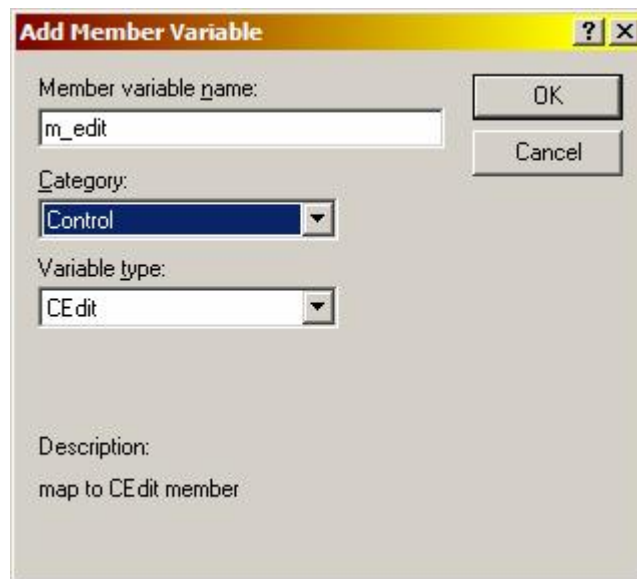 Add Member Variable
?
Member variable name:
OK
m_edit
Cancel
Category:
Control
Variable type:
CEdit
Description:
map to CEdit member